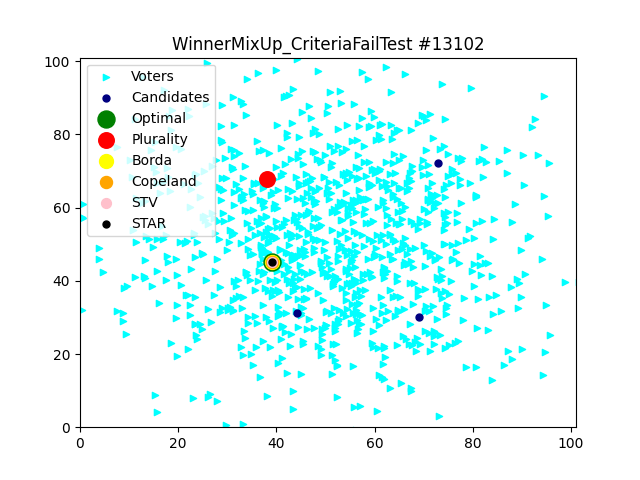 WinnerMixUp_CriteriaFailTest #13102
100
80
60
40
20
0
Voters
Candidates
Optimal
Plurality
Borda
Copeland
STV
STAR
0 20 40 60 80 100